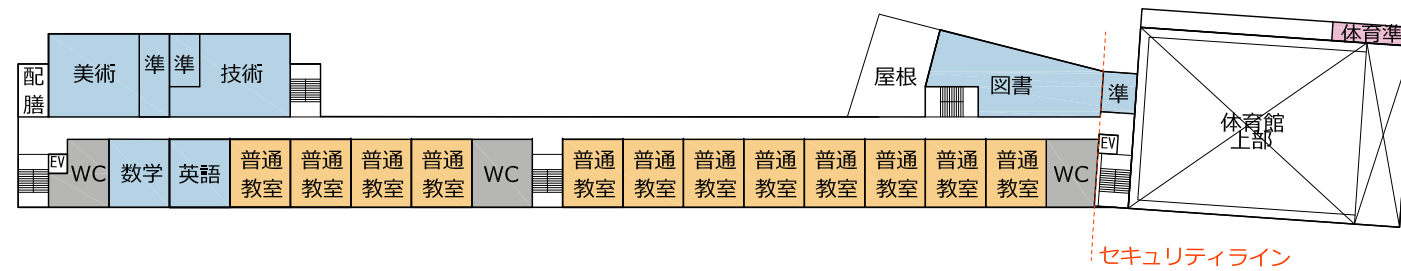 体育準
配膳
美術
準
準
技術
屋根
図書
準
体育館
上部
EV
WC
数学
英語
普通
教室
普通
教室
普通
教室
普通
教室
WC
普通
教室
普通
教室
普通
教室
普通
教室
普通
教室
普通
教室
普通
教室
普通
教室
WC
EV
セキュリティライン